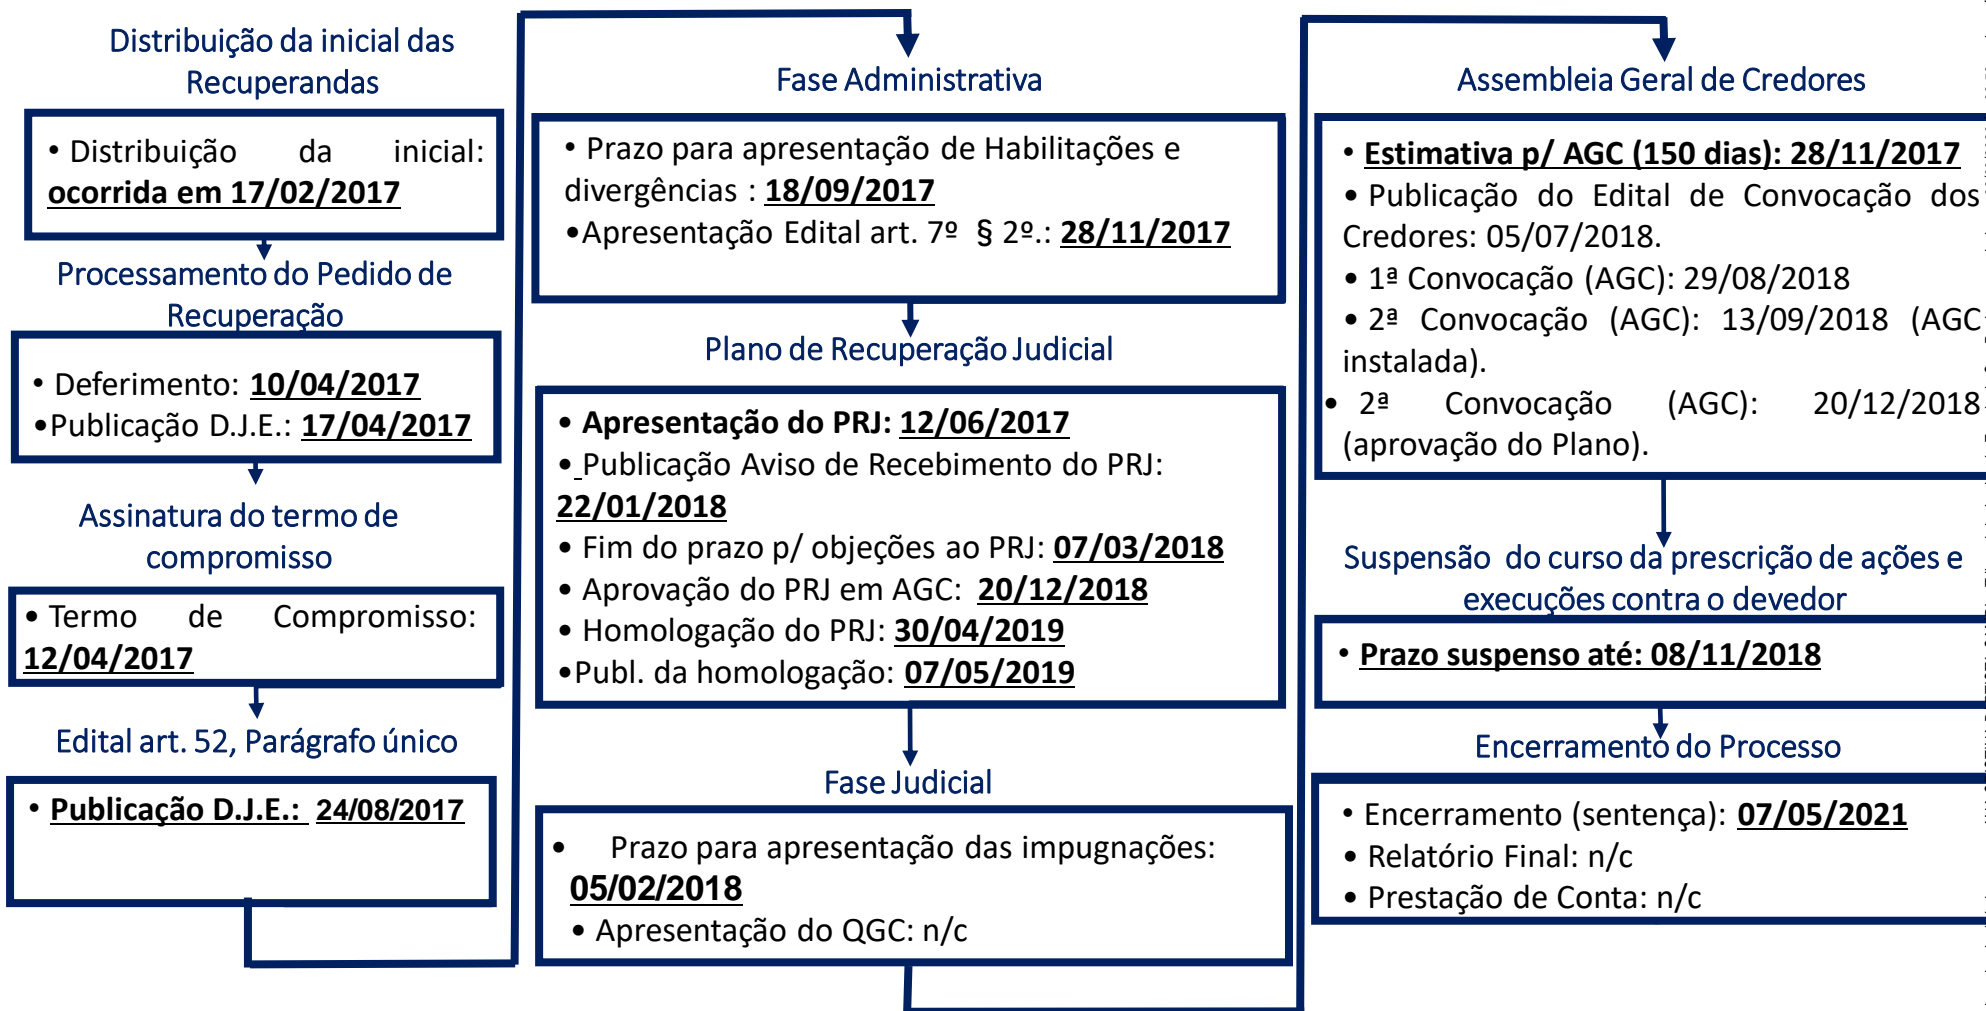 Distribuição da inicial das
Recuperandas
• Distribuição da inicial:
ocorrida em 17/02/2017
Processamento do Pedido de
Recuperação
• Deferimento: 10/04/2017
•Publicação D.J.E.: 17/04/2017
Assinatura do termo de
compromisso
• Termo de Compromisso:
12/04/2017
Edital art. 52, Parágrafo único
• Publicação D.J.E.: 24/08/2017
Fase Administrativa
• Prazo para apresentação de Habilitações e
divergências : 18/09/2017
•Apresentação Edital art. 7º § 2º.: 28/11/2017
Plano de Recuperação Judicial
• Apresentação do PRJ: 12/06/2017
• Publicação Aviso de Recebimento do PRJ:
22/01/2018
• Fim do prazo p/ objeções ao PRJ: 07/03/2018
• Aprovação do PRJ em AGC: 20/12/2018
• Homologação do PRJ: 30/04/2019
•Publ. da homologação: 07/05/2019
Fase Judicial
• Prazo para apresentação das impugnações:
05/02/2018
• Apresentação do QGC: n/c
Assembleia Geral de Credores
• Estimativa p/ AGC (150 dias): 28/11/2017
• Publicação do Edital de Convocação dos
Credores: 05/07/2018.
• 1ª Convocação (AGC): 29/08/2018
• 2ª Convocação (AGC): 13/09/2018 (AGC
instalada).
• 2ª Convocação (AGC): 20/12/2018
(aprovação do Plano).
Suspensão do curso da prescrição de ações e
execuções contra o devedor
• Prazo suspenso até: 08/11/2018
Encerramento do Processo
• Encerramento (sentença): 07/05/2021
• Relatório Final: n/c
• Prestação de Conta: n/c